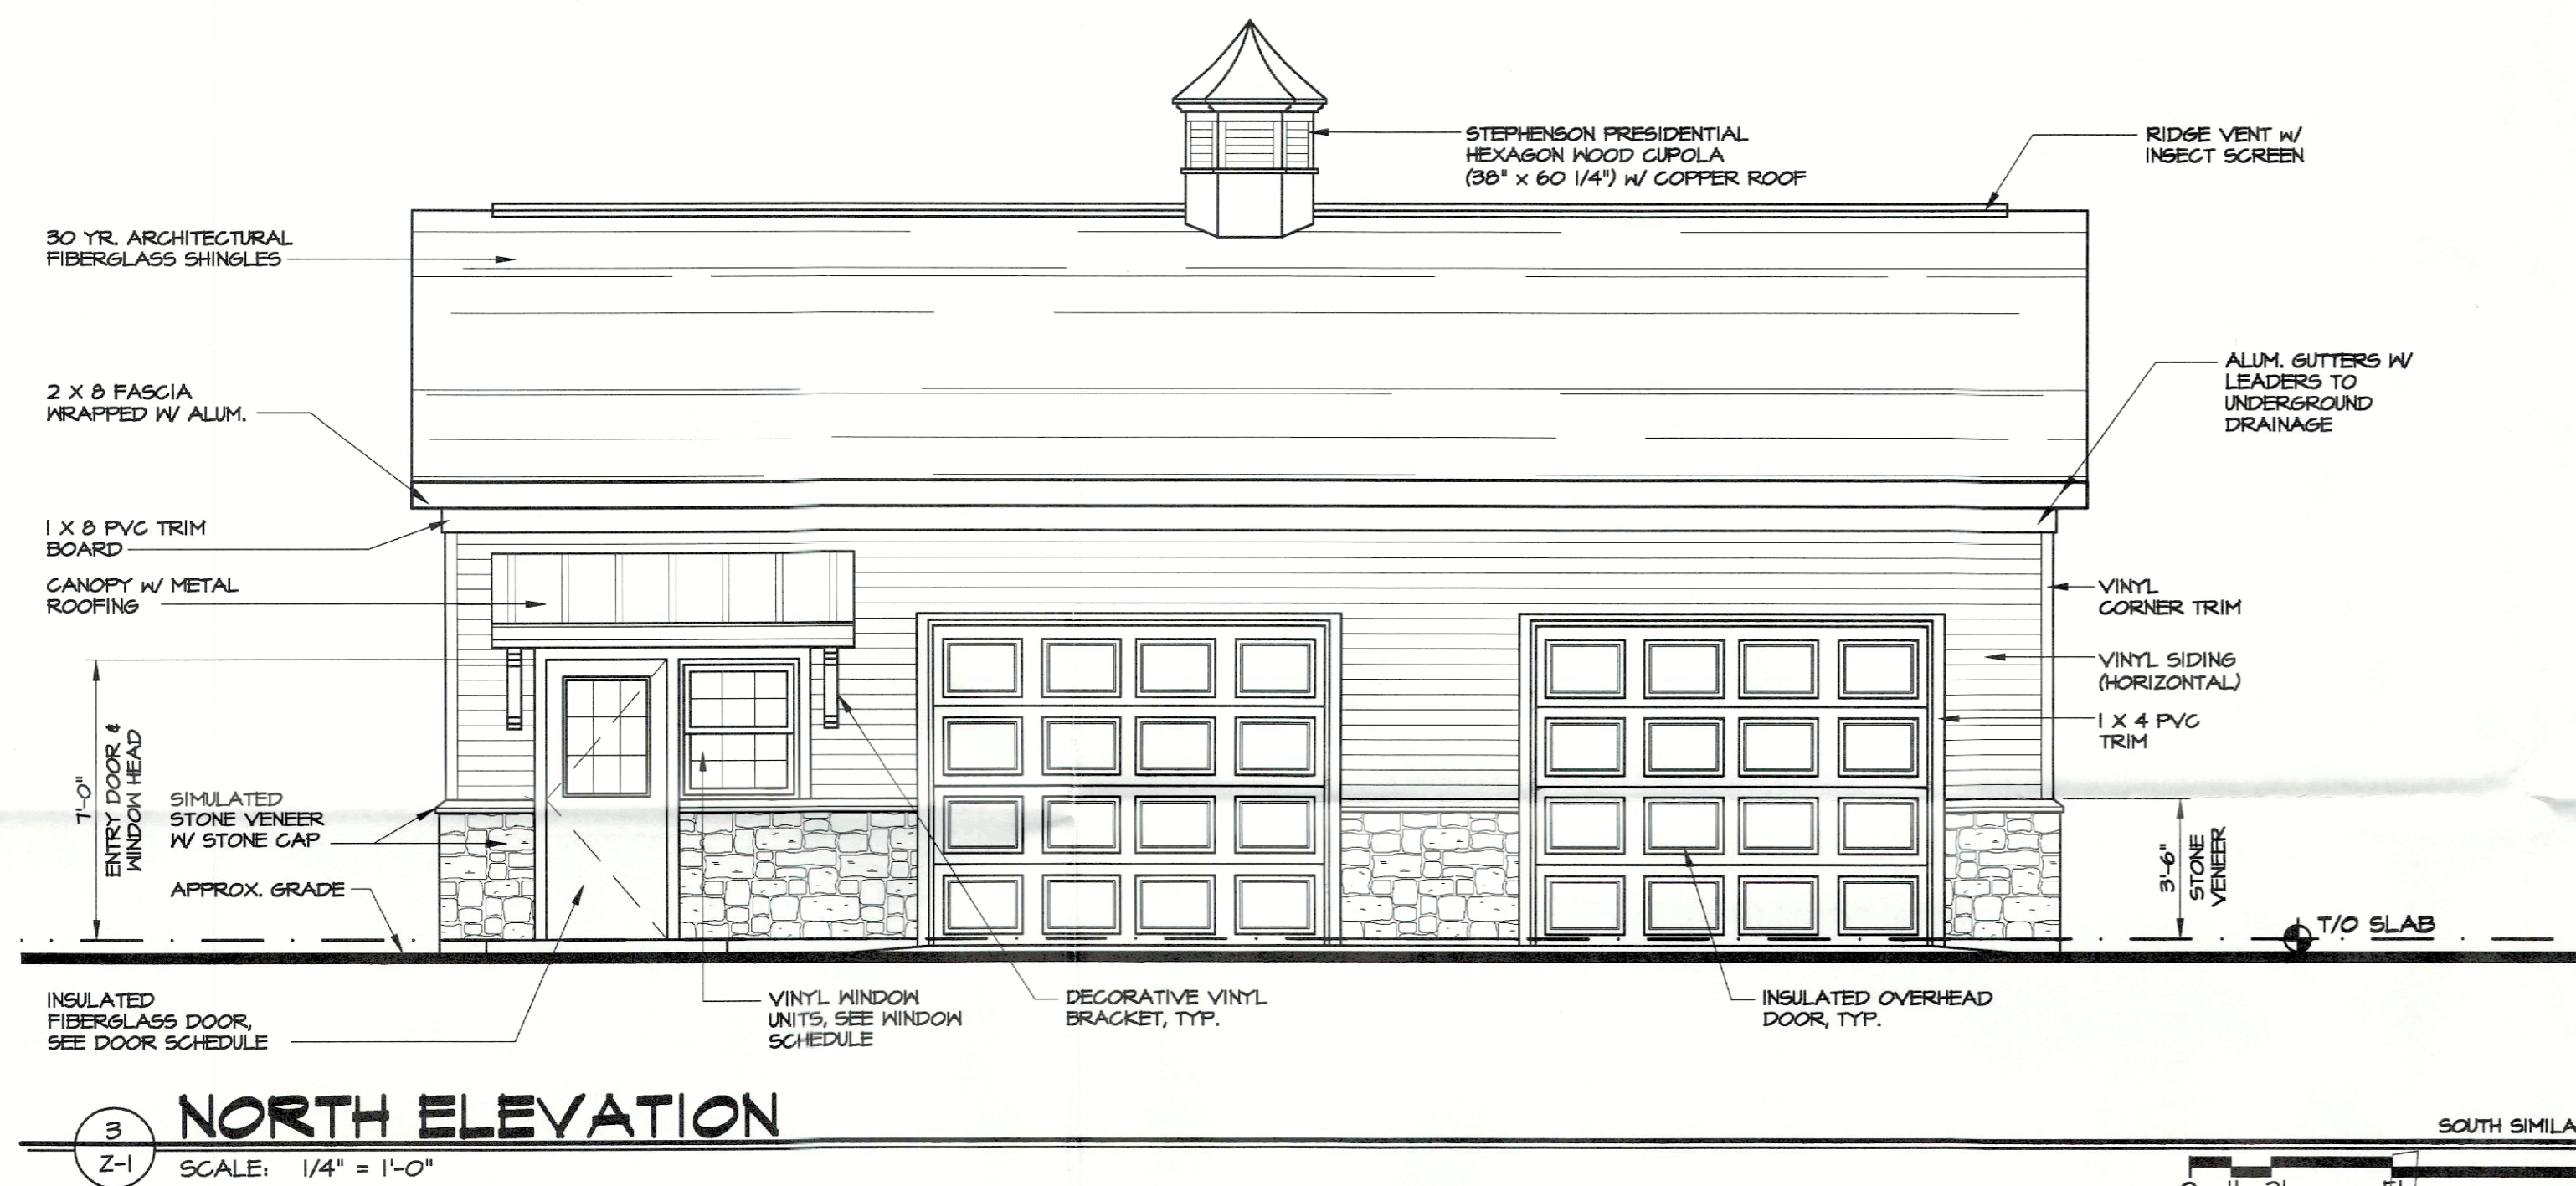 STEPHENSON PRESIDENTIAL
HEXAGON WOOD CUPOLA
(38" x 60 1/4") W/ COPPER ROOF
RIDGE VENT W/
INSECT SCREEN
30 YR. ARCHITECTURAL
FIBERGLASS SHINGLES
2 X 8 FASCIA
WRAPPED W/ ALUM.
ALUM. GUTTERS W/
LEADERS TO
UNDERGROUND
DRAINAGE
1 X 8 PVC TRIM
BOARD
CANOPY W/ METAL
ROOFING
VINYL
CORNER TRIM
VINYL SIDING
(HORIZONTAL)
1 X 4 PVC
TRIM
7'-0"
ENTRY DOOR &
WINDOW HEAD
SIMULATED
STONE VENEER
W/ STONE CAP
APPROX. GRADE
3'-6"
STONE
VENEER
T/O SLAB
INSULATED
FIBERGLASS DOOR,
SEE DOOR SCHEDULE
VINYL WINDOW
UNITS, SEE WINDOW
SCHEDULE
DECORATIVE VINYL
BRACKET, TYP.
INSULATED OVERHEAD
DOOR, TYP.
3
Z-1
NORTH ELEVATION
SCALE: 1/4" = 1'-0"
SOUTH